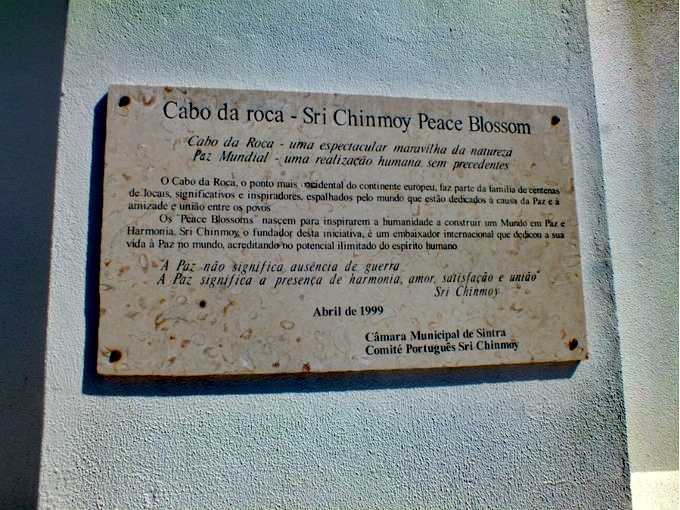 Cabo da roca - Sri Chinmoy Peace Blossom
Cabo da Roca - uma espectacular maravilha da natureza
Paz Mundial - uma realização humana sem precedentes
O Cabo da Roca, o ponto mais ocidental do continente europeu, faz parte da família de centenas
de locais, significativos e inspiradores, espalhados pelo mundo que estão dedicados à causa da Paz e à
amizade e união entre os povos
Os "Peace Blossoms" nascem para inspirarem a humanidade a construir um Mundo em Paz e
Harmonia. Sri Chinmoy, o fundador desta iniciativa, é um embaixador internacional que dedicou a sua
vida à Paz no mundo, acreditando no potencial ilimitado do espírito humano
"A Paz não significa ausência de guerra
A Paz significa a presença de harmonia, amor, satisfação e união"
Sri Chinmoy
Abril de 1999
Câmara Municipal de Sintra
Comité Português Sri Chinmoy